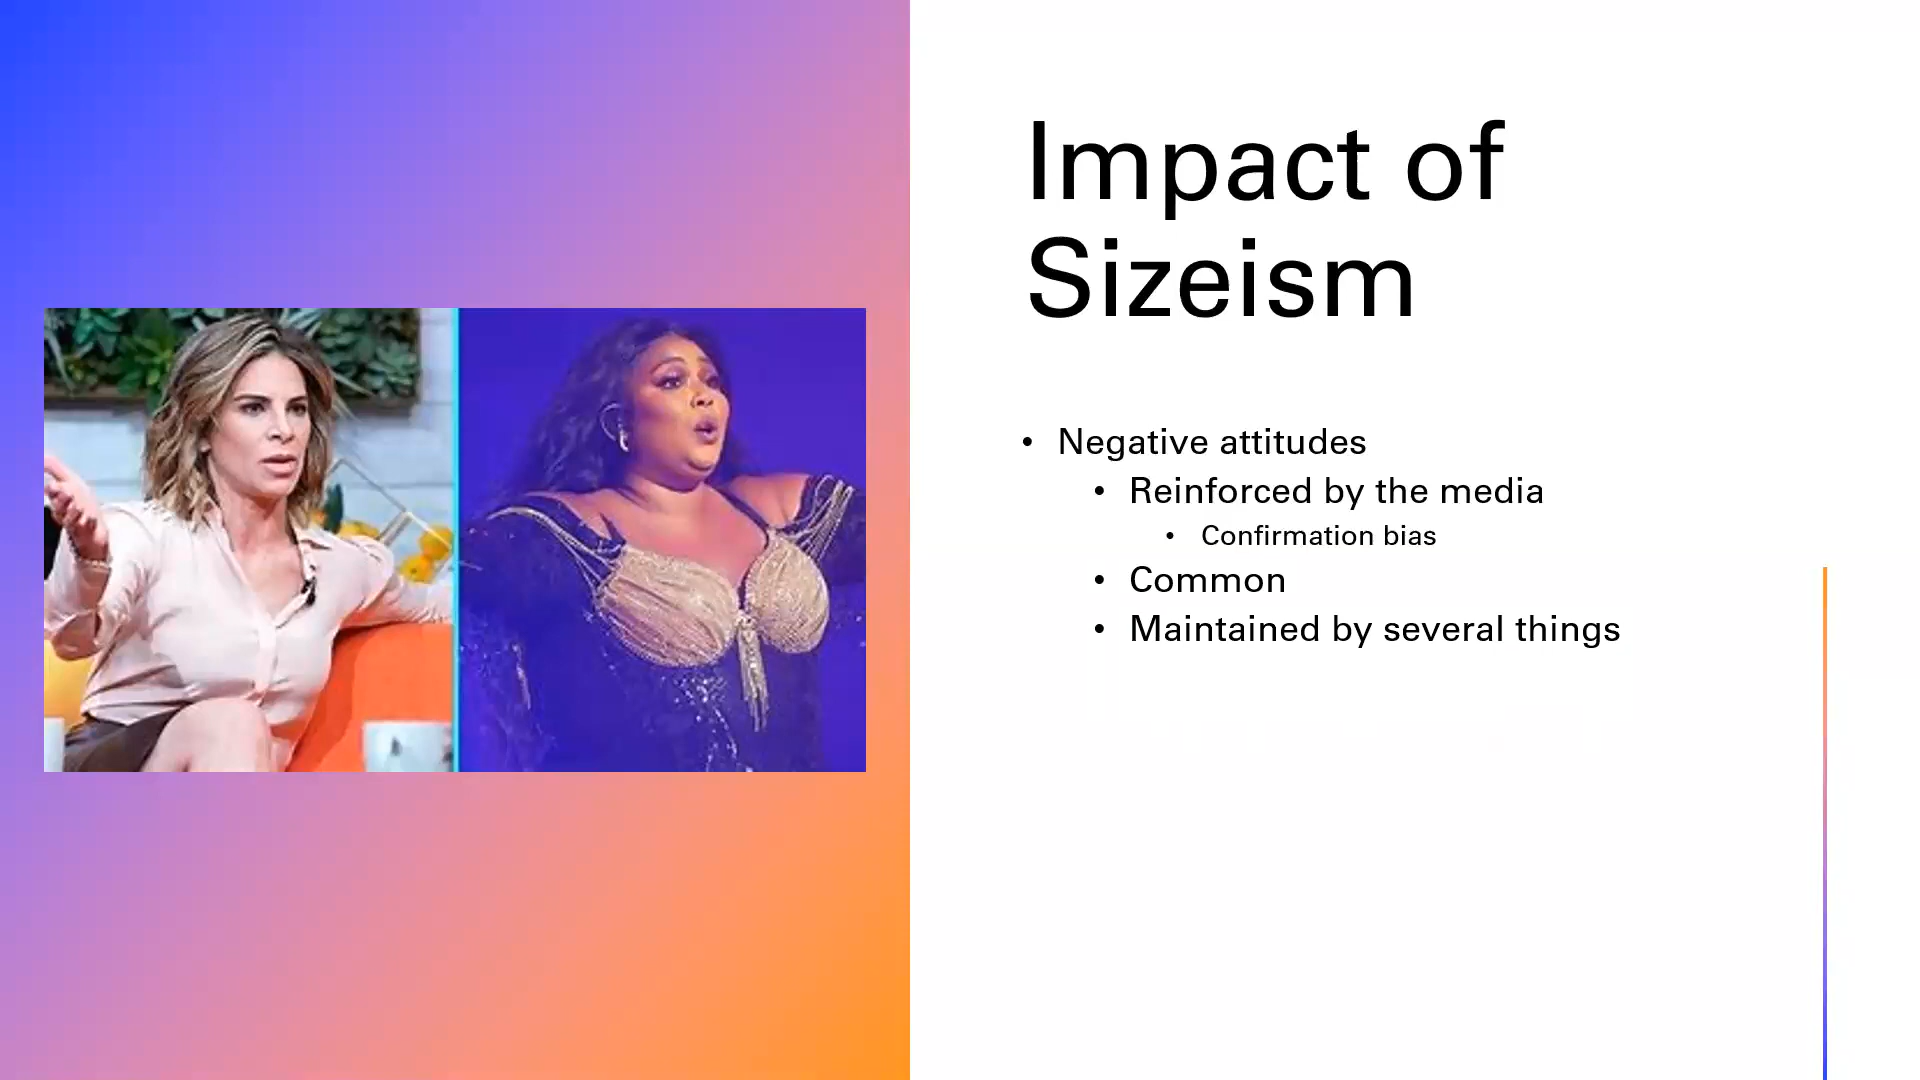 Impact of
Sizeism
• Negative attitudes
• Reinforced by the media
• Confirmation bias
• Common
• Maintained by several things